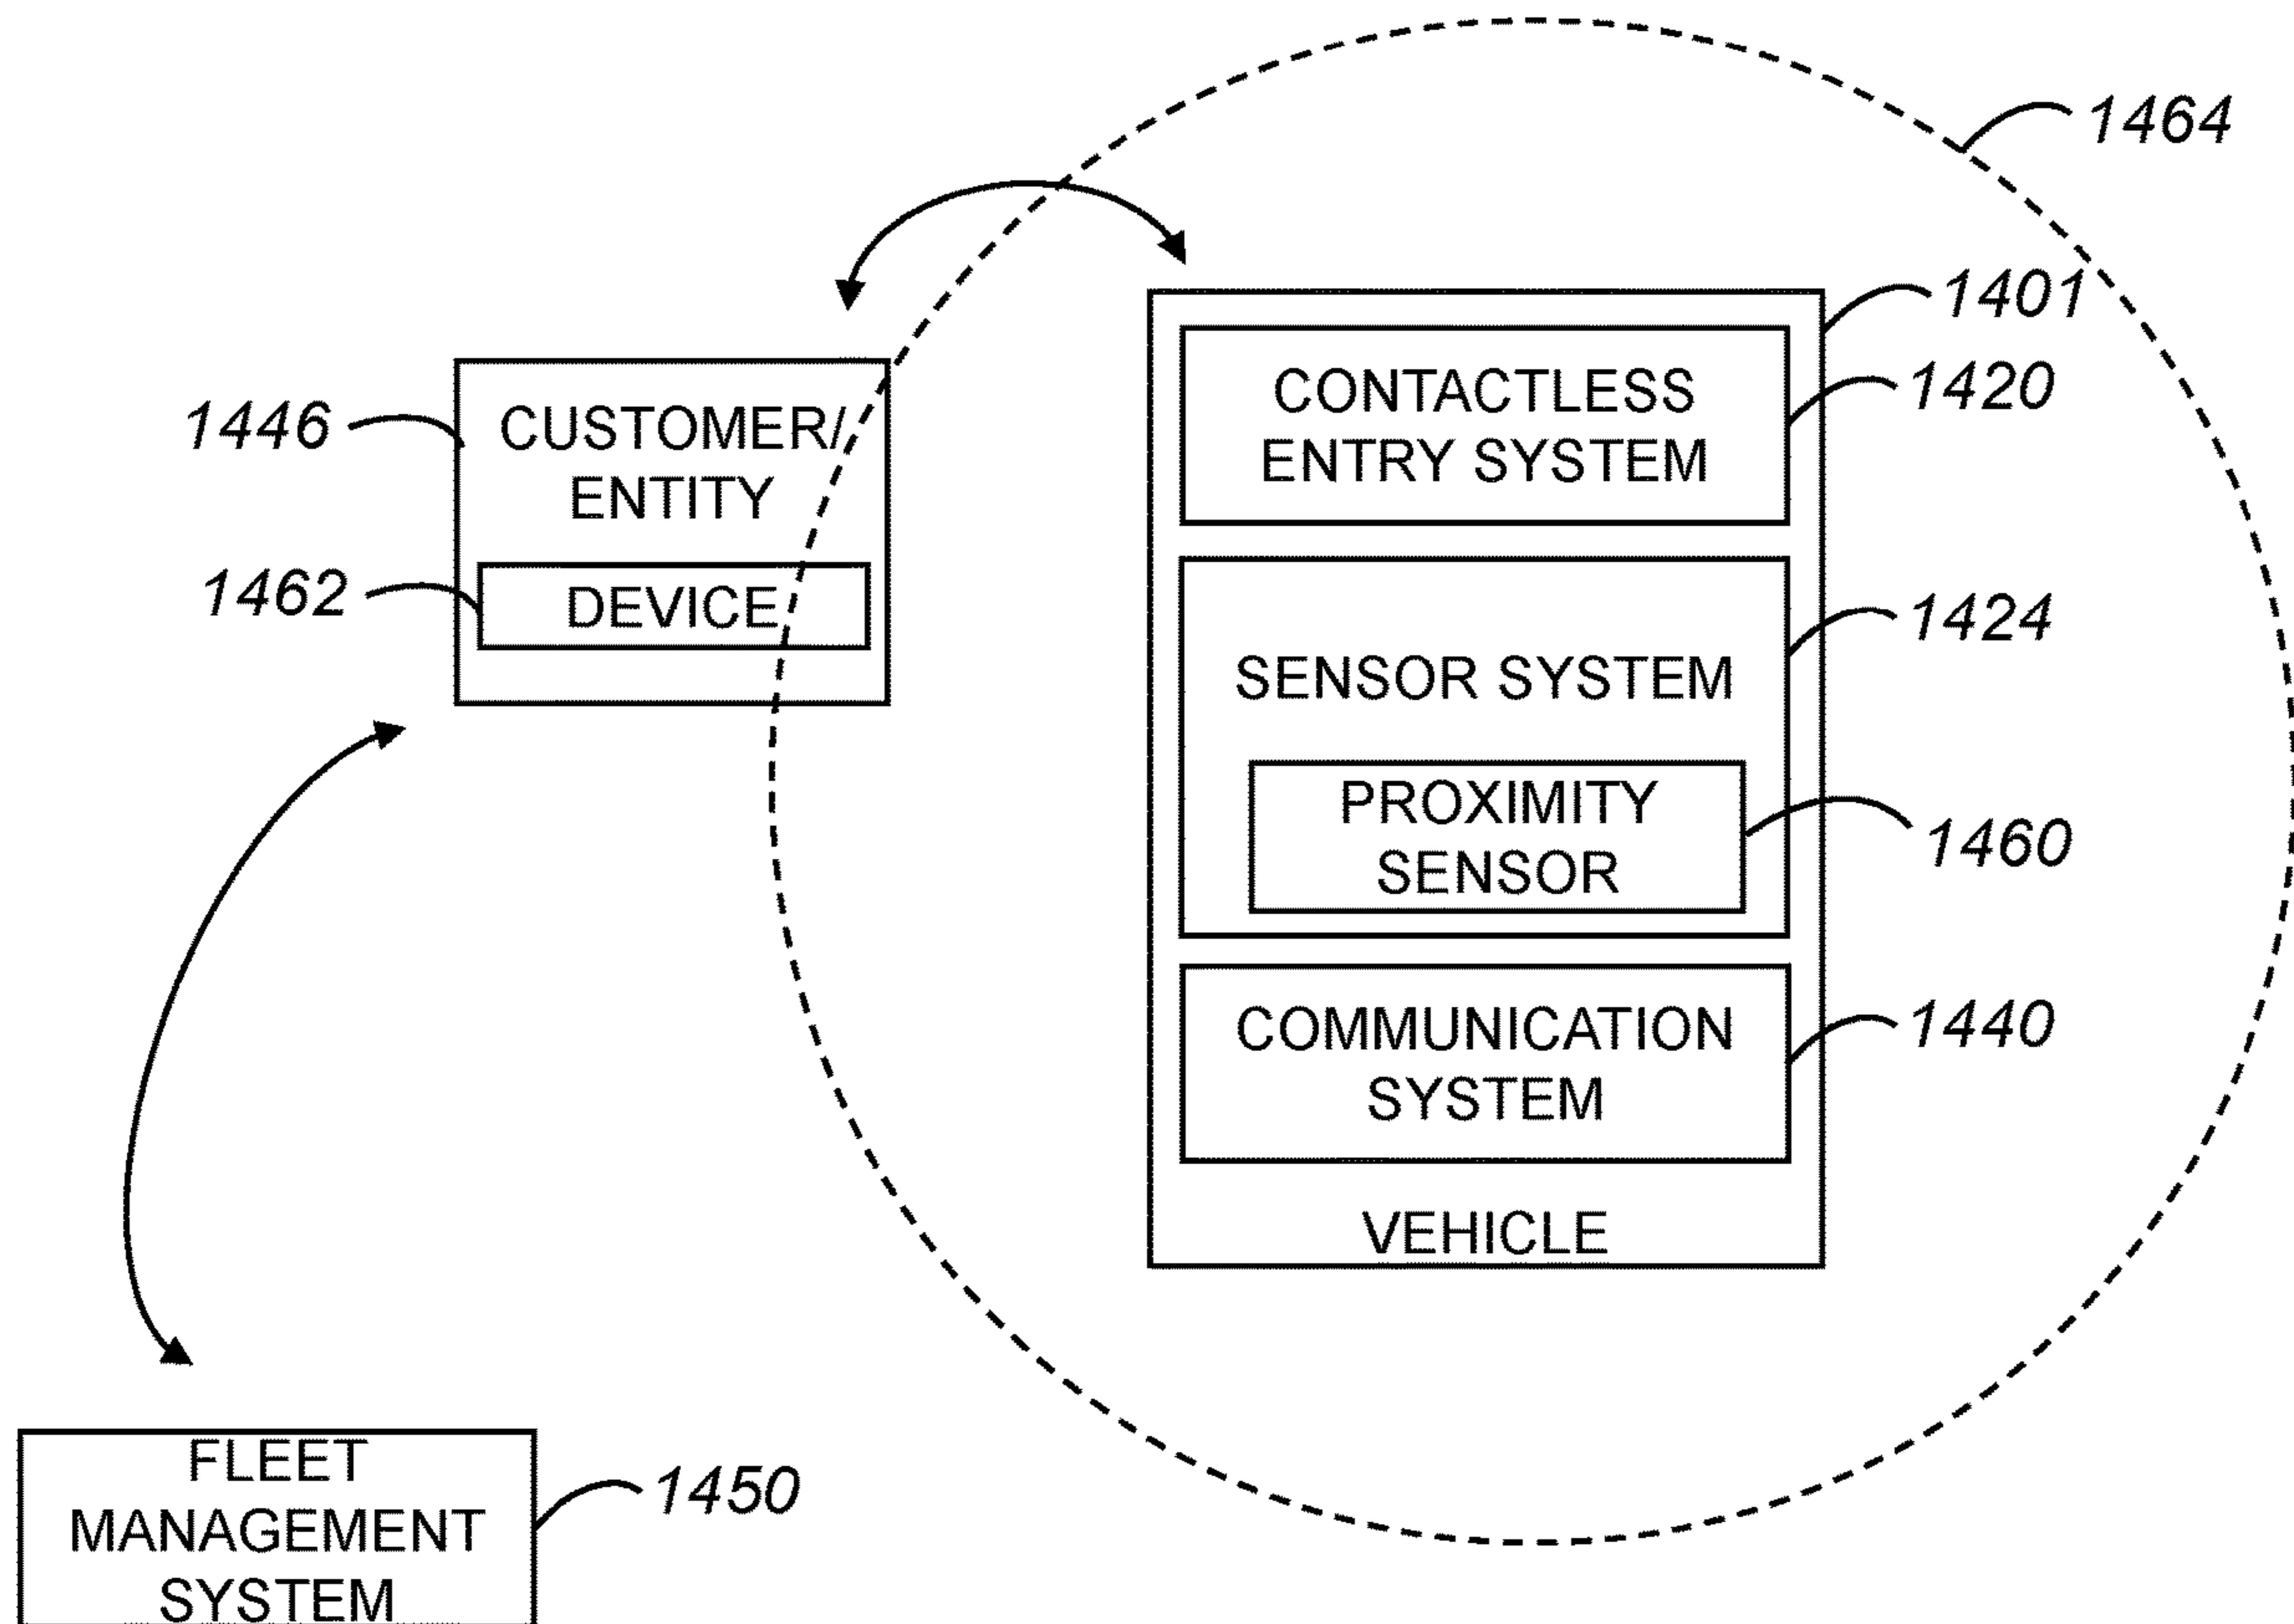 1464
1401
CONTACTLESS
ENTRY SYSTEM
1420
1446
CUSTOMER/
ENTITY
1462
DEVICE
SENSOR SYSTEM
1424
PROXIMITY
SENSOR
1460
COMMUNICATION
SYSTEM
1440
VEHICLE
FLEET
MANAGEMENT
SYSTEM
1450